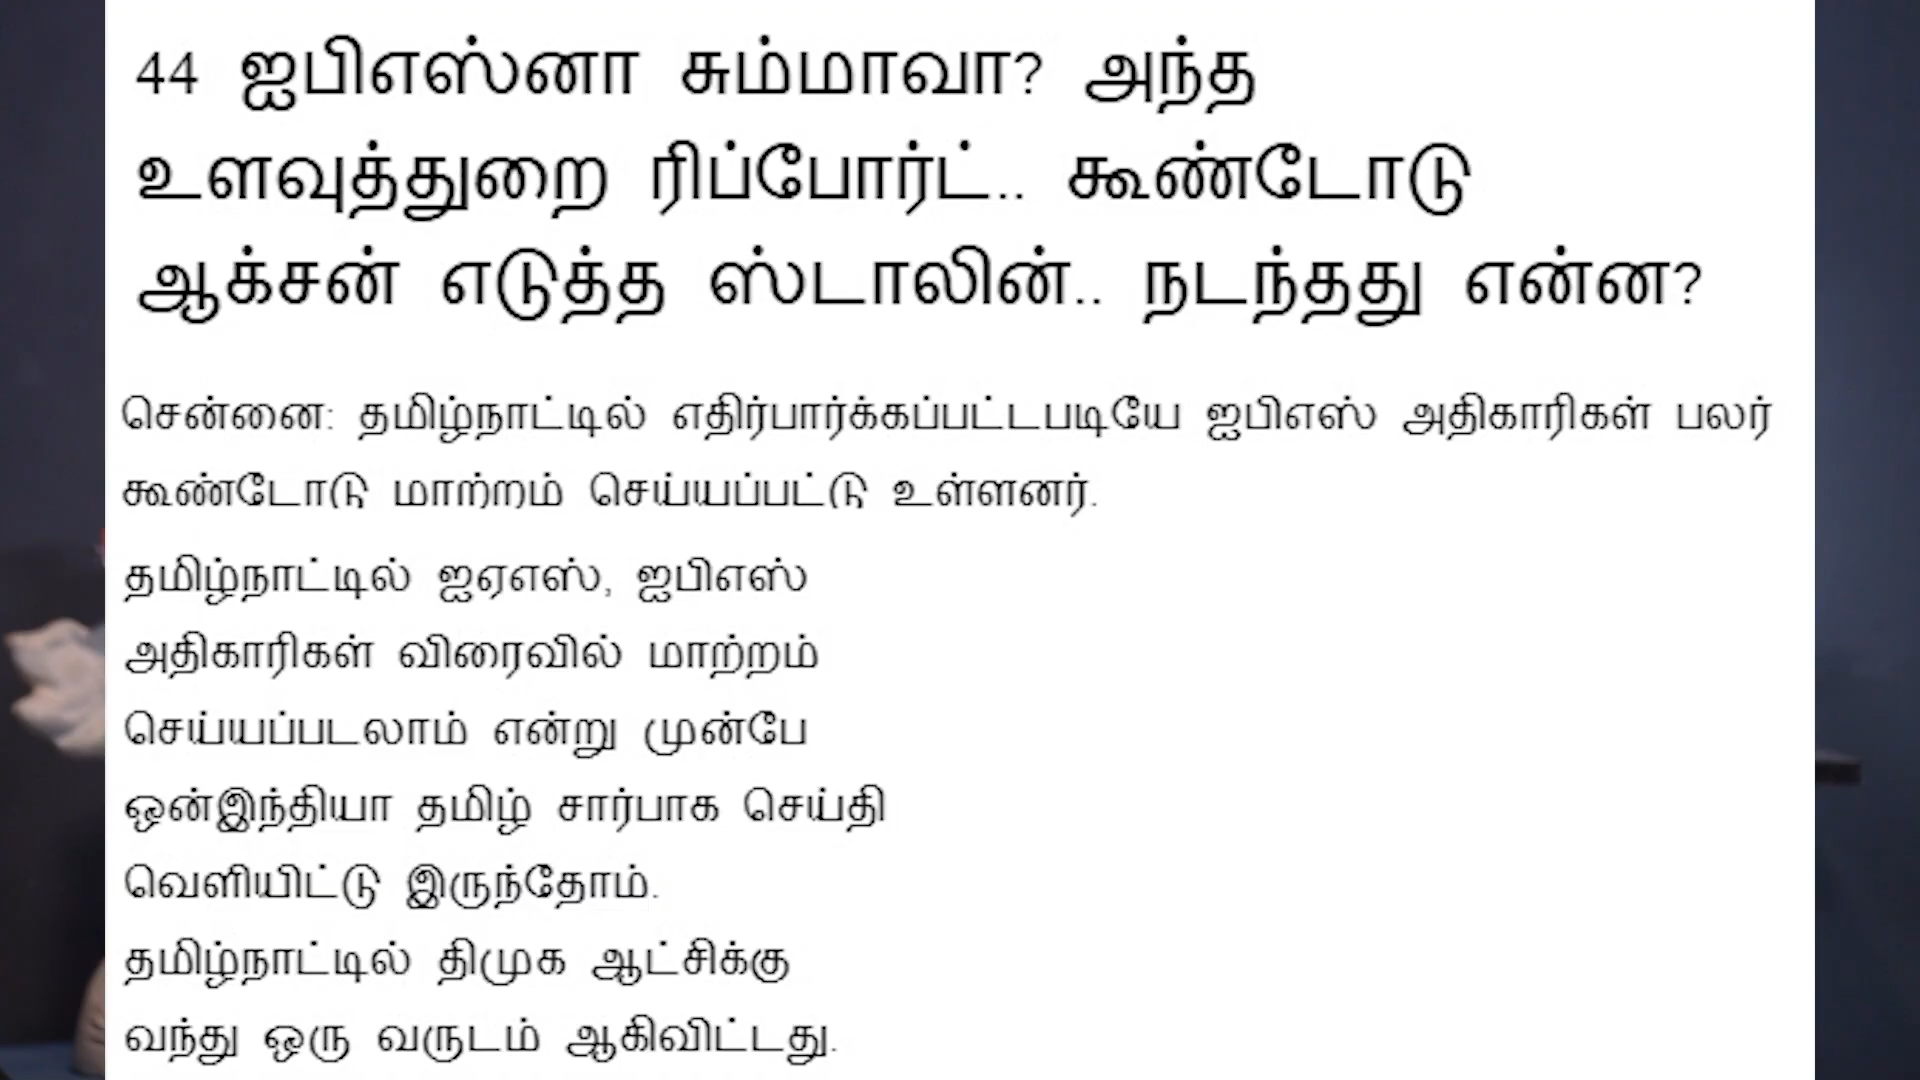 44 ஐபிஎஸ்னா சும்மாவா? அந்த
உளவுத்துறை ரிப்போர்ட்.. கூண்டோடு
ஆக்சன் எடுத்த ஸ்டாலின்.. நடந்தது என்ன?
சென்னை: தமிழ்நாட்டில் எதிர்பார்க்கப்பட்டபடியே ஐபிஎஸ் அதிகாரிகள் பலர்
கூண்டோடு மாற்றம் செய்யப்பட்டு உள்ளனர்.
தமிழ்நாட்டில் ஐஏஎஸ், ஐபிஎஸ்
அதிகாரிகள் விரைவில் மாற்றம்
செய்யப்படலாம் என்று முன்பே
ஒன்இந்தியா தமிழ் சார்பாக செய்தி
வெளியிட்டு இருந்தோம்.
தமிழ்நாட்டில் திமுக ஆட்சிக்கு
வந்து ஒரு வருடம் ஆகிவிட்டது.